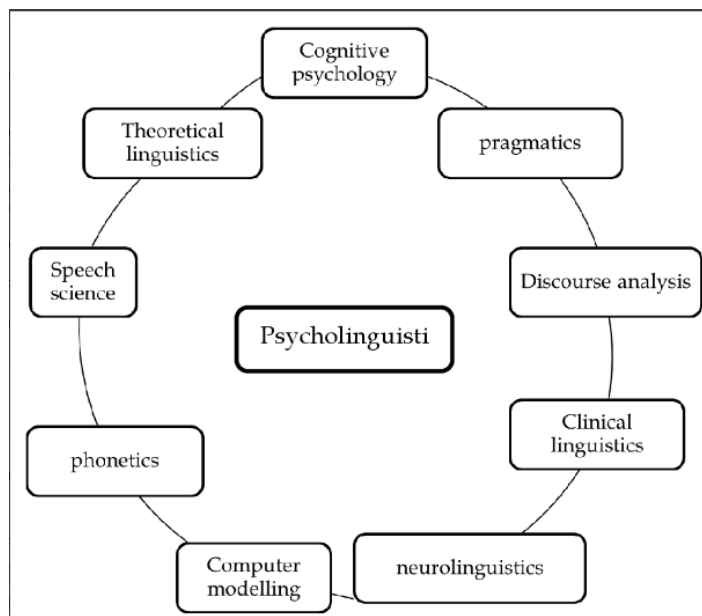 Cognitive
psychology
pragmatics
Discourse analysis
Clinical
linguistics
neurolinguistics
Computer
modelling
phonetics
Speech
science
Theoretical
linguistics
Psycholinguisti